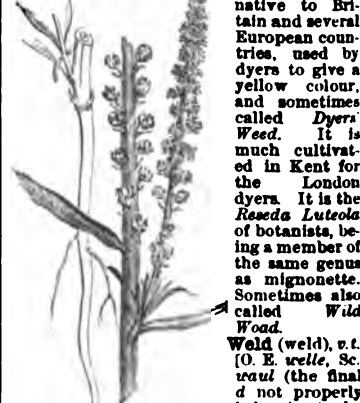 native to Bri-
tain and several
European coun-
tries, used by
dyers to give a
yellow colour,
and sometimes
called Dyers'
Weed. It is
much cultivat-
ed in Kent for
the London
dyers. It is the
Reseda Luteola
of botanists, be-
ing a member of
the same genus
as mignonette.
Sometimes also
called Wild
Woad.
Weld (weld), v.t.
[O. E. welle, Sc.
waul (the final
d not properly